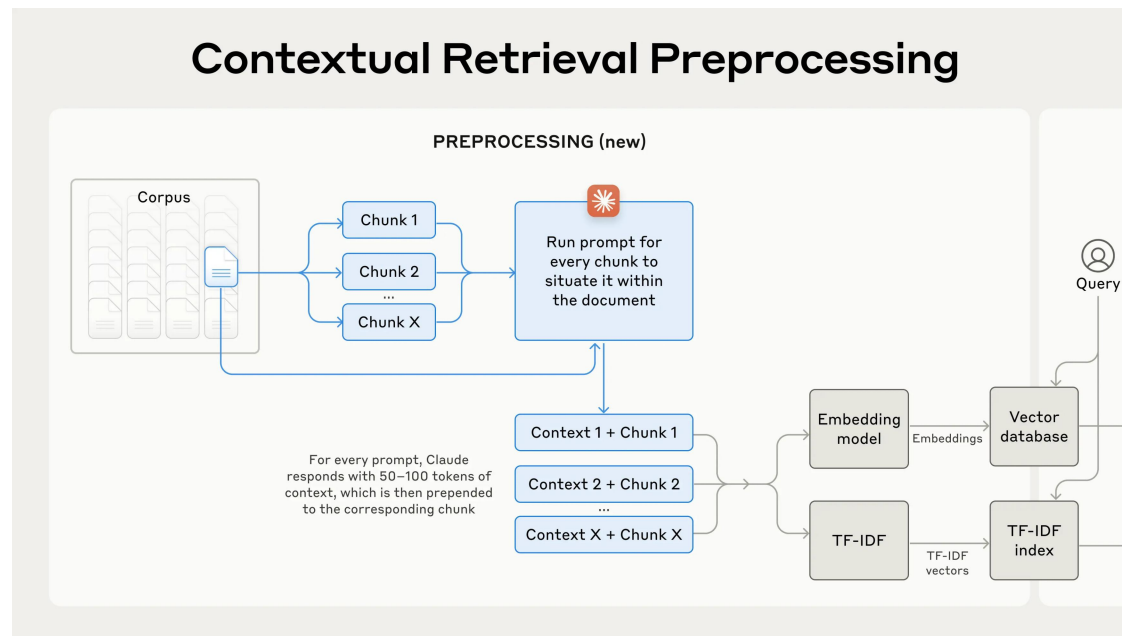 Contextual Retrieval Preprocessing
PREPROCESSING (new)
Corpus
Chunk 1
Chunk 2
...
Chunk X
Run prompt for
every chunk to
situate it within
the document
Query
For every prompt, Claude
responds with 50–100 tokens of
context, which is then prepended
to the corresponding chunk
Context 1 + Chunk 1
Context 2 + Chunk 2
...
Context X + Chunk X
Embedding
model
Embeddings
Vector
database
TF-IDF
TF-IDF
vectors
TF-IDF
index